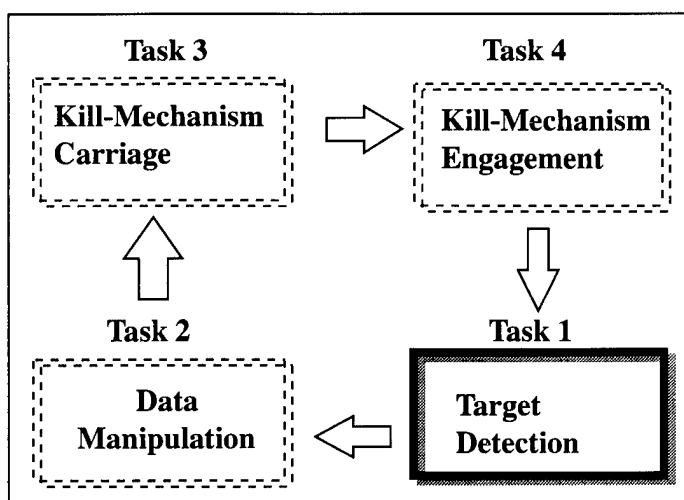 Task 3
Kill-Mechanism
Carriage
Task 4
Kill-Mechanism
Engagement
Task 2
Data
Manipulation
Task 1
Target
Detection